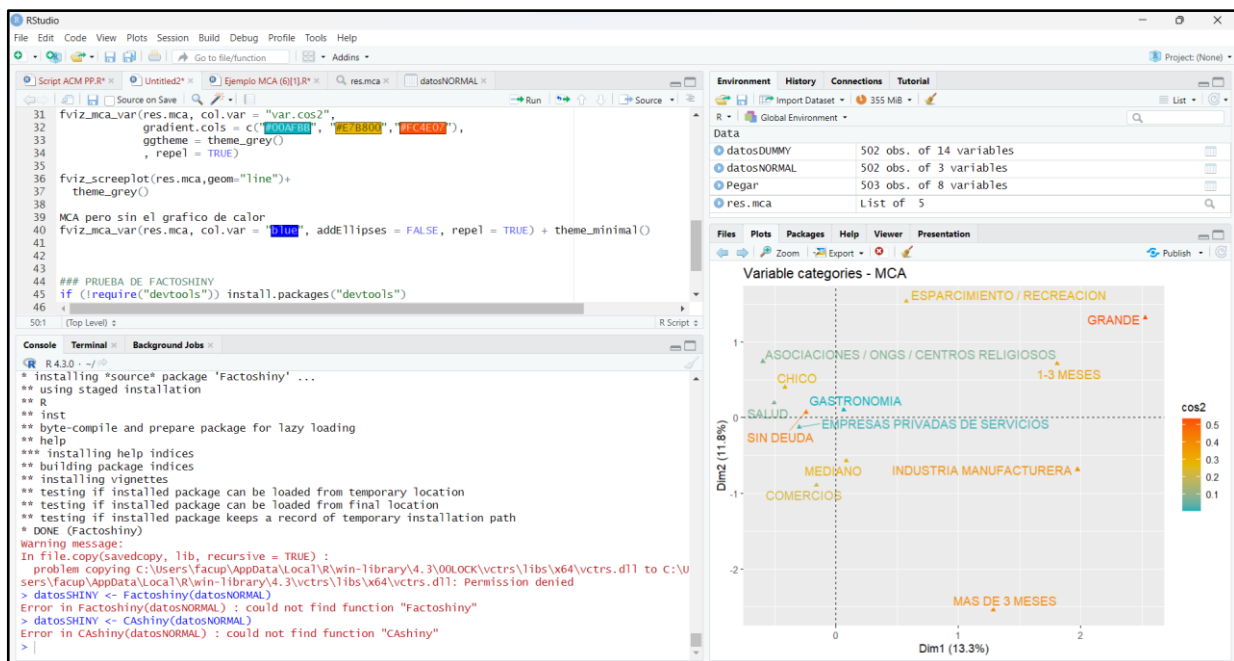 RStudio
File Edit Code View Plots Session Build Debug Profile Tools Help
Go to file/function
Addins
Project: (None)
Script ACM PP.R*
Untitled2*
Ejemplo MCA (6)[1].R*
res.mca
datosNORMAL
Source on Save
Run
Source
31 fviz_mca_var(res.mca, col.var = "var.cos2",
32 gradient.cols = c("#00AFBB", "#E7B800","#FC4E07"),
33 ggtheme = theme_grey()
34 , repel = TRUE)
35
36 fviz_screeplot(res.mca,geom="line")+
37 theme_grey()
38
39 MCA pero sin el grafico de calor
40 fviz_mca_var(res.mca, col.var = "blue", addEllipses = FALSE, repel = TRUE) + theme_minimal()
41
42
43
44 ### PRUEBA DE FACTOSHINY
45 if (!require("devtools")) install.packages("devtools")
46
50:1 (Top Level) R Script
Console Terminal Background Jobs
R 4.3.0 · ~/
* installing *source* package 'Factoshiny' ...
** using staged installation
** R
** inst
** byte-compile and prepare package for lazy loading
** help
*** installing help indices
** building package indices
** installing vignettes
** testing if installed package can be loaded from temporary location
** testing if installed package can be loaded from final location
** testing if installed package keeps a record of temporary installation path
* DONE (Factoshiny)
Warning message:
In file.copy(savedcopy, lib, recursive = TRUE) :
problem copying C:\Users\facup\AppData\Local\R\win-library\4.3\00LOCK\vctrs\libs\x64\vctrs.dll to C:\U
sers\facup\AppData\Local\R\win-library\4.3\vctrs\libs\x64\vctrs.dll: Permission denied
> datosSHINY <- Factoshiny(datosNORMAL)
Error in Factoshiny(datosNORMAL) : could not find function "Factoshiny"
> datosSHINY <- CAshiny(datosNORMAL)
Error in CAshiny(datosNORMAL) : could not find function "CAshiny"
>
Environment History Connections Tutorial
Import Dataset 355 MiB List
R Global Environment
Data
datosDUMMY 502 obs. of 14 variables
datosNORMAL 502 obs. of 3 variables
Pegar 503 obs. of 8 variables
res.mca List of 5
Files Plots Packages Help Viewer Presentation
Zoom Export Publish
Variable categories - MCA
ESPARCIMIENTO / RECREACION
GRANDE
1
ASOCIACIONES / ONGS / CENTROS RELIGIOSOS
1-3 MESES
CHICO
GASTRONOMIA
SALUD
0
EMPRESAS PRIVADAS DE SERVICIOS
SIN DEUDA
MEDIANO
INDUSTRIA MANUFACTURERA
COMERCIOS
-1
-2
MAS DE 3 MESES
0 1 2
Dim1 (13.3%)
Dim2 (11.8%)
cos2
0.5
0.4
0.3
0.2
0.1